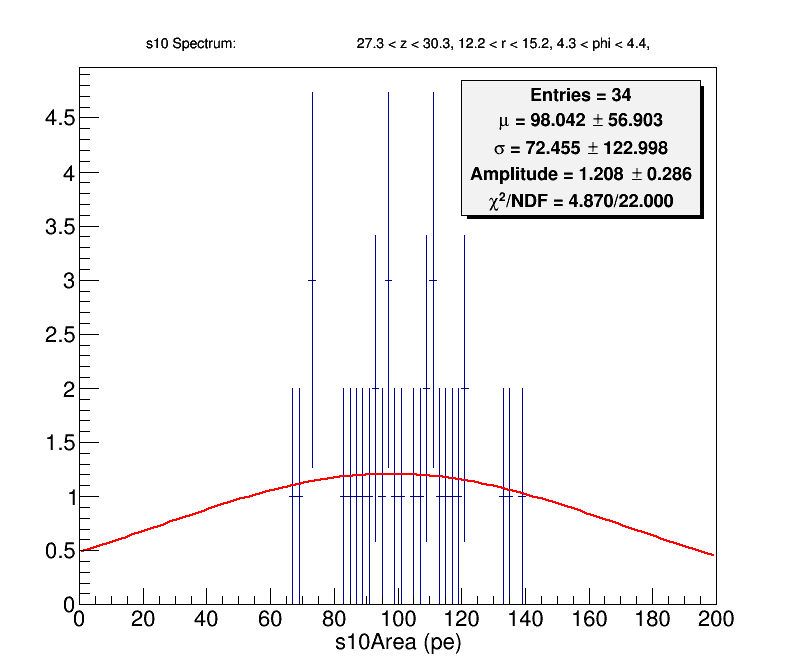 s10 Spectrum: 27.3 < z < 30.3, 12.2 < r < 15.2, 4.3 < phi < 4.4,
Entries = 34
μ = 98.042 ± 56.903
σ = 72.455 ± 122.998
Amplitude = 1.208 ± 0.286
χ²/NDF = 4.870/22.000
4.5
4
3.5
3
2.5
2
1.5
1
0.5
0
0 20 40 60 80 100 120 140 160 180 200
s10Area (pe)